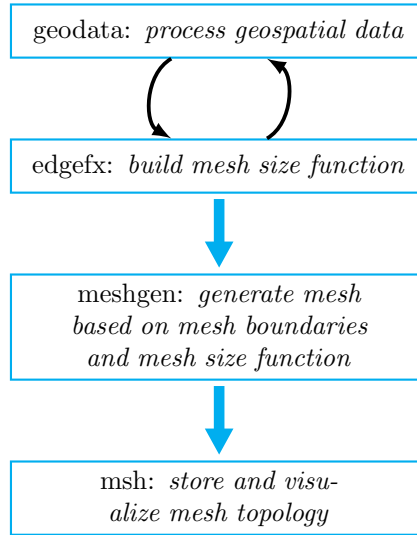 geodata: process geospatial data
edgefx: build mesh size function
meshgen: generate mesh
based on mesh boundaries
and mesh size function
msh: store and visu-
alize mesh topology